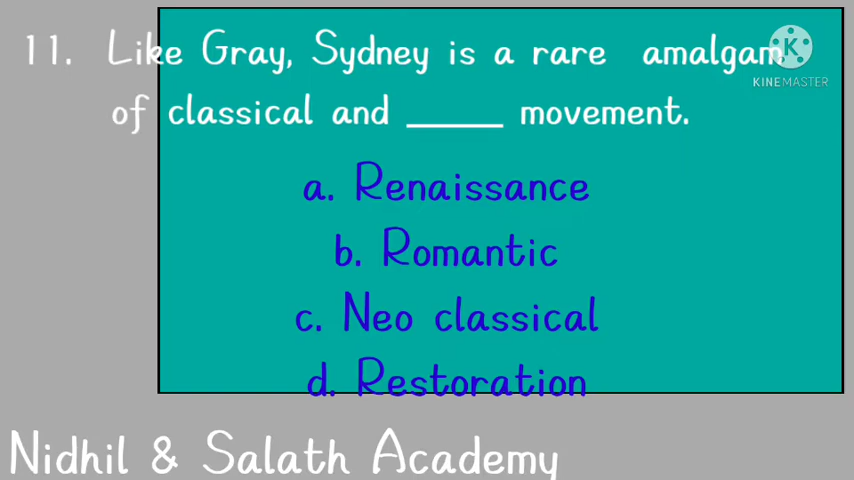 11. Like Gray, Sydney is a rare amalgam
of classical and _____ movement.
a. Renaissance
b. Romantic
c. Neo classical
d. Restoration
Nidhil & Salath Academy
K
KINEMASTER